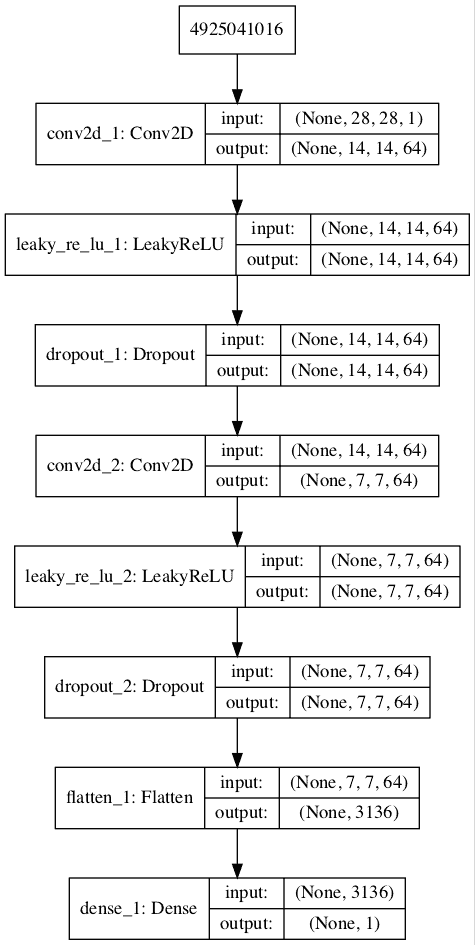 4925041016
conv2d_1: Conv2D
input: (None, 28, 28, 1)
output: (None, 14, 14, 64)
leaky_re_lu_1: LeakyReLU
input: (None, 14, 14, 64)
output: (None, 14, 14, 64)
dropout_1: Dropout
input: (None, 14, 14, 64)
output: (None, 14, 14, 64)
conv2d_2: Conv2D
input: (None, 14, 14, 64)
output: (None, 7, 7, 64)
leaky_re_lu_2: LeakyReLU
input: (None, 7, 7, 64)
output: (None, 7, 7, 64)
dropout_2: Dropout
input: (None, 7, 7, 64)
output: (None, 7, 7, 64)
flatten_1: Flatten
input: (None, 7, 7, 64)
output: (None, 3136)
dense_1: Dense
input: (None, 3136)
output: (None, 1)